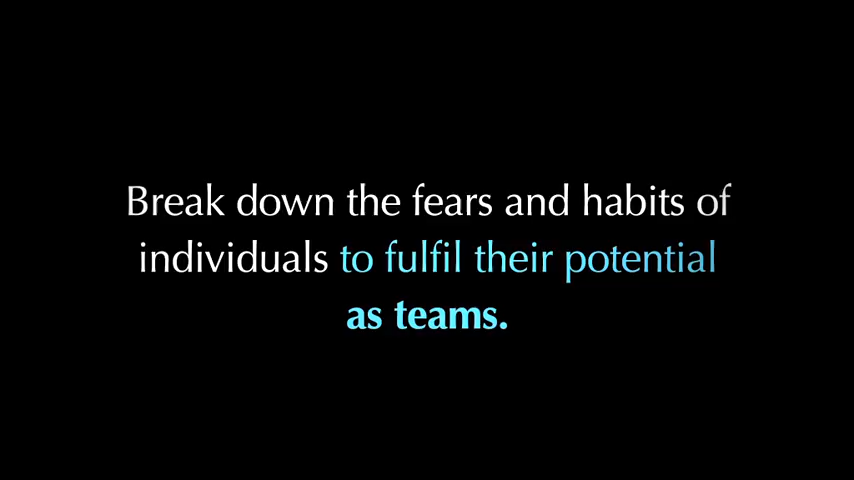 Break down the fears and habits of
individuals to fulfil their potential
as teams.